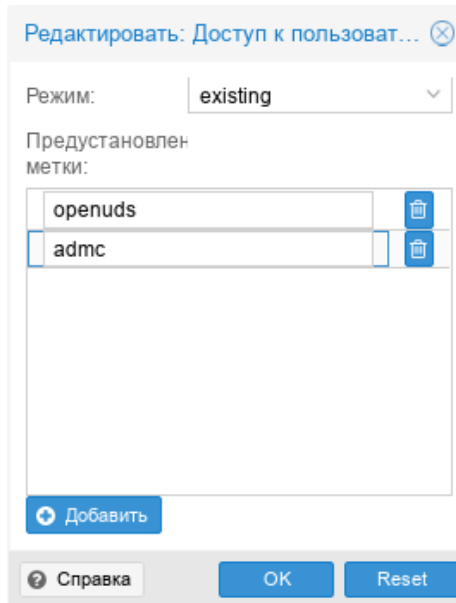 Редактировать: Доступ к пользоват...
Режим:
existing
Предустановлен
метки:
openuds
admc
Добавить
Справка
OK
Reset